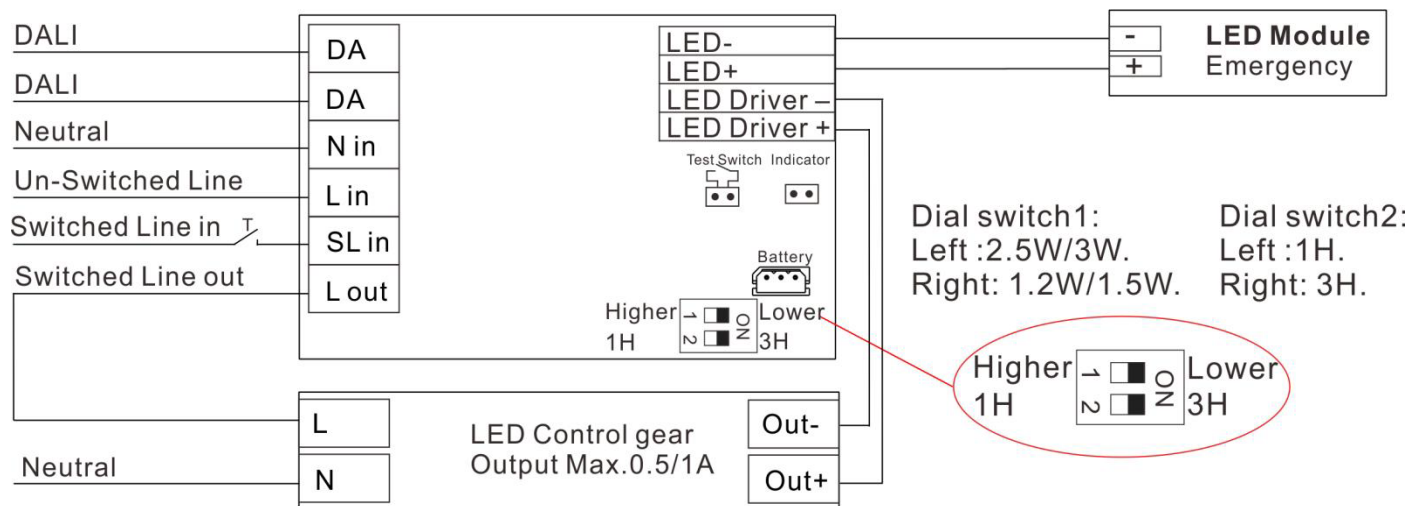 DALI
DALI
Neutral
Un-Switched Line
Switched Line in
T
Switched Line out
Neutral
DA
DA
N in
L in
SL in
L out
LED-
LED+
LED Driver –
LED Driver +
Test Switch Indicator
Battery
Higher 1 ON Lower
1H 2 3H
- LED Module
+ Emergency
Dial switch1:
Left :2.5W/3W.
Right: 1.2W/1.5W.
Dial switch2:
Left :1H.
Right: 3H.
Higher 1 ON Lower
1H 2 3H
L
N
LED Control gear
Output Max.0.5/1A
Out-
Out+